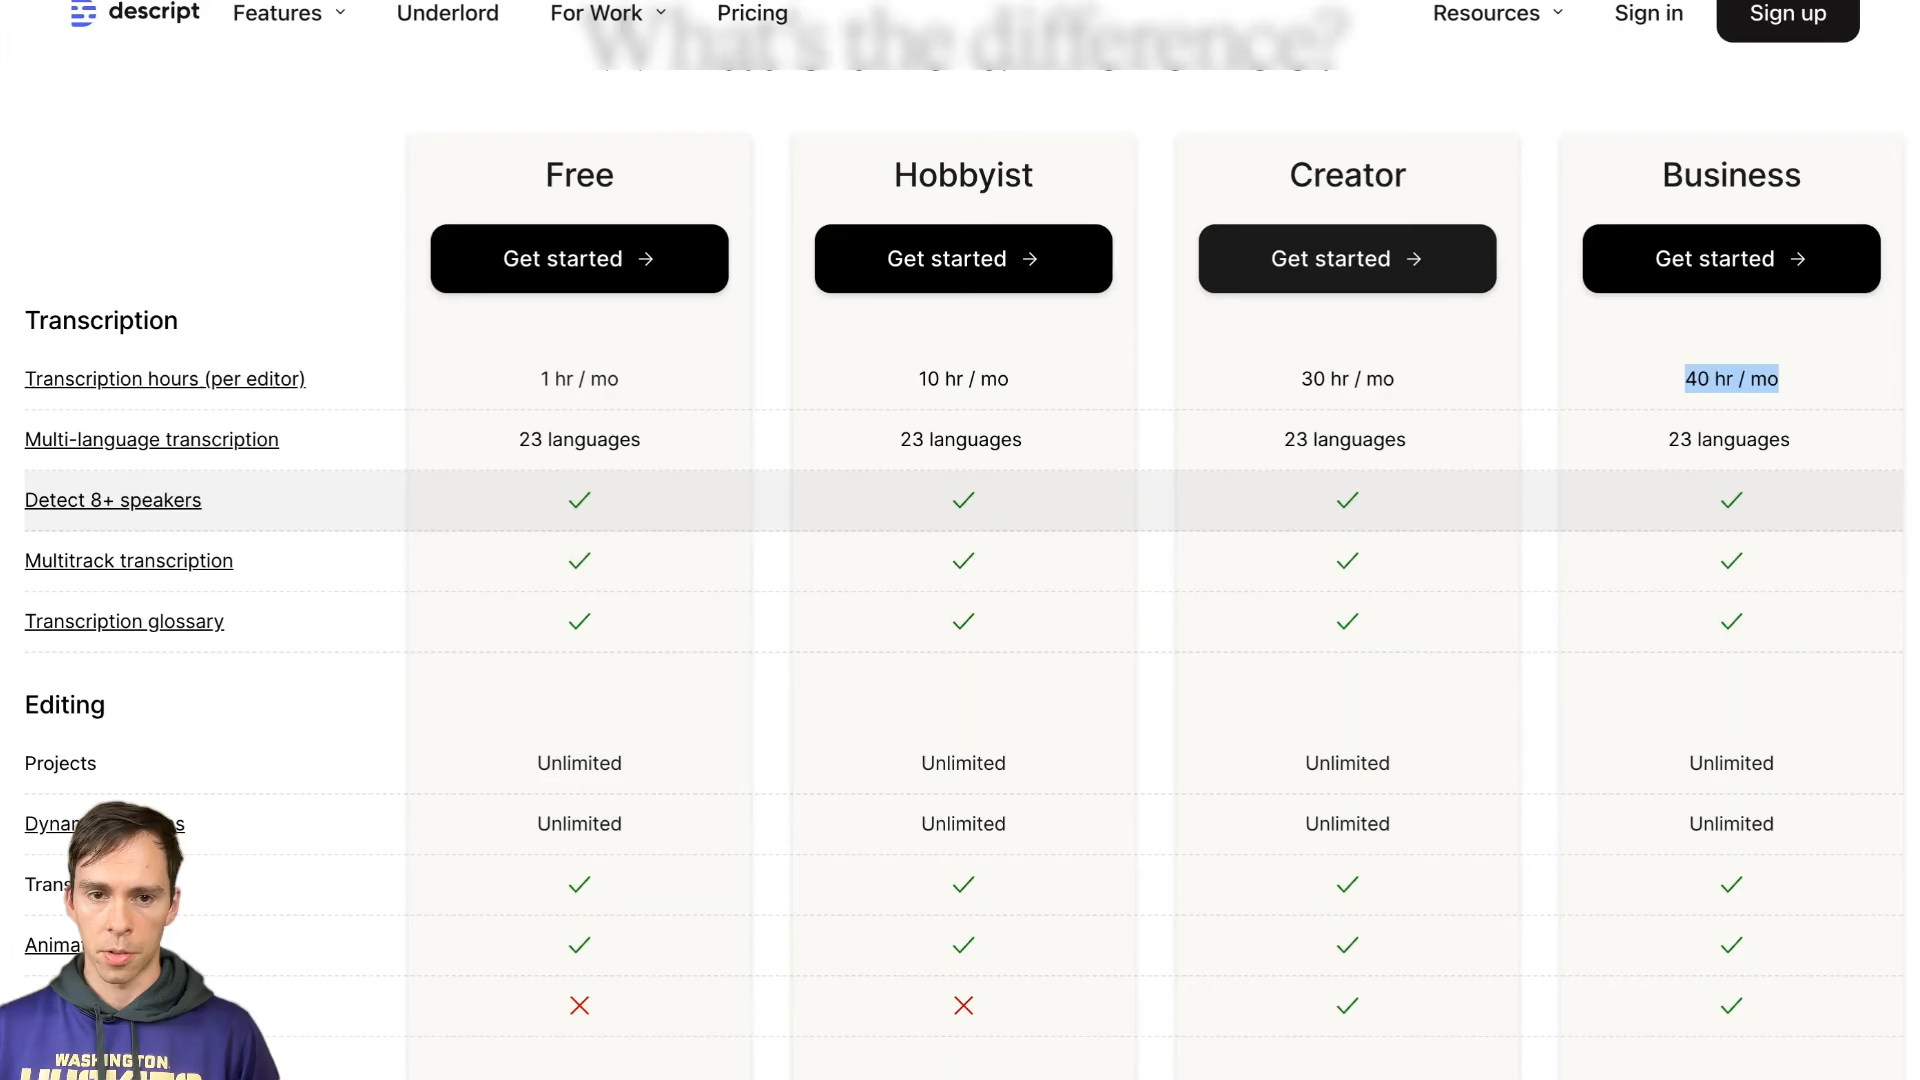 descript Features Underlord For Work Pricing Resources Sign in Sign up
What's the difference?
Free Hobbyist Creator Business
Get started → Get started → Get started → Get started →
Transcription
Transcription hours (per editor) 1 hr / mo 10 hr / mo 30 hr / mo 40 hr / mo
Multi-language transcription 23 languages 23 languages 23 languages 23 languages
Detect 8+ speakers
Multitrack transcription
Transcription glossary
Editing
Projects Unlimited Unlimited Unlimited Unlimited
Unlimited Unlimited Unlimited Unlimited
WASHINGTON